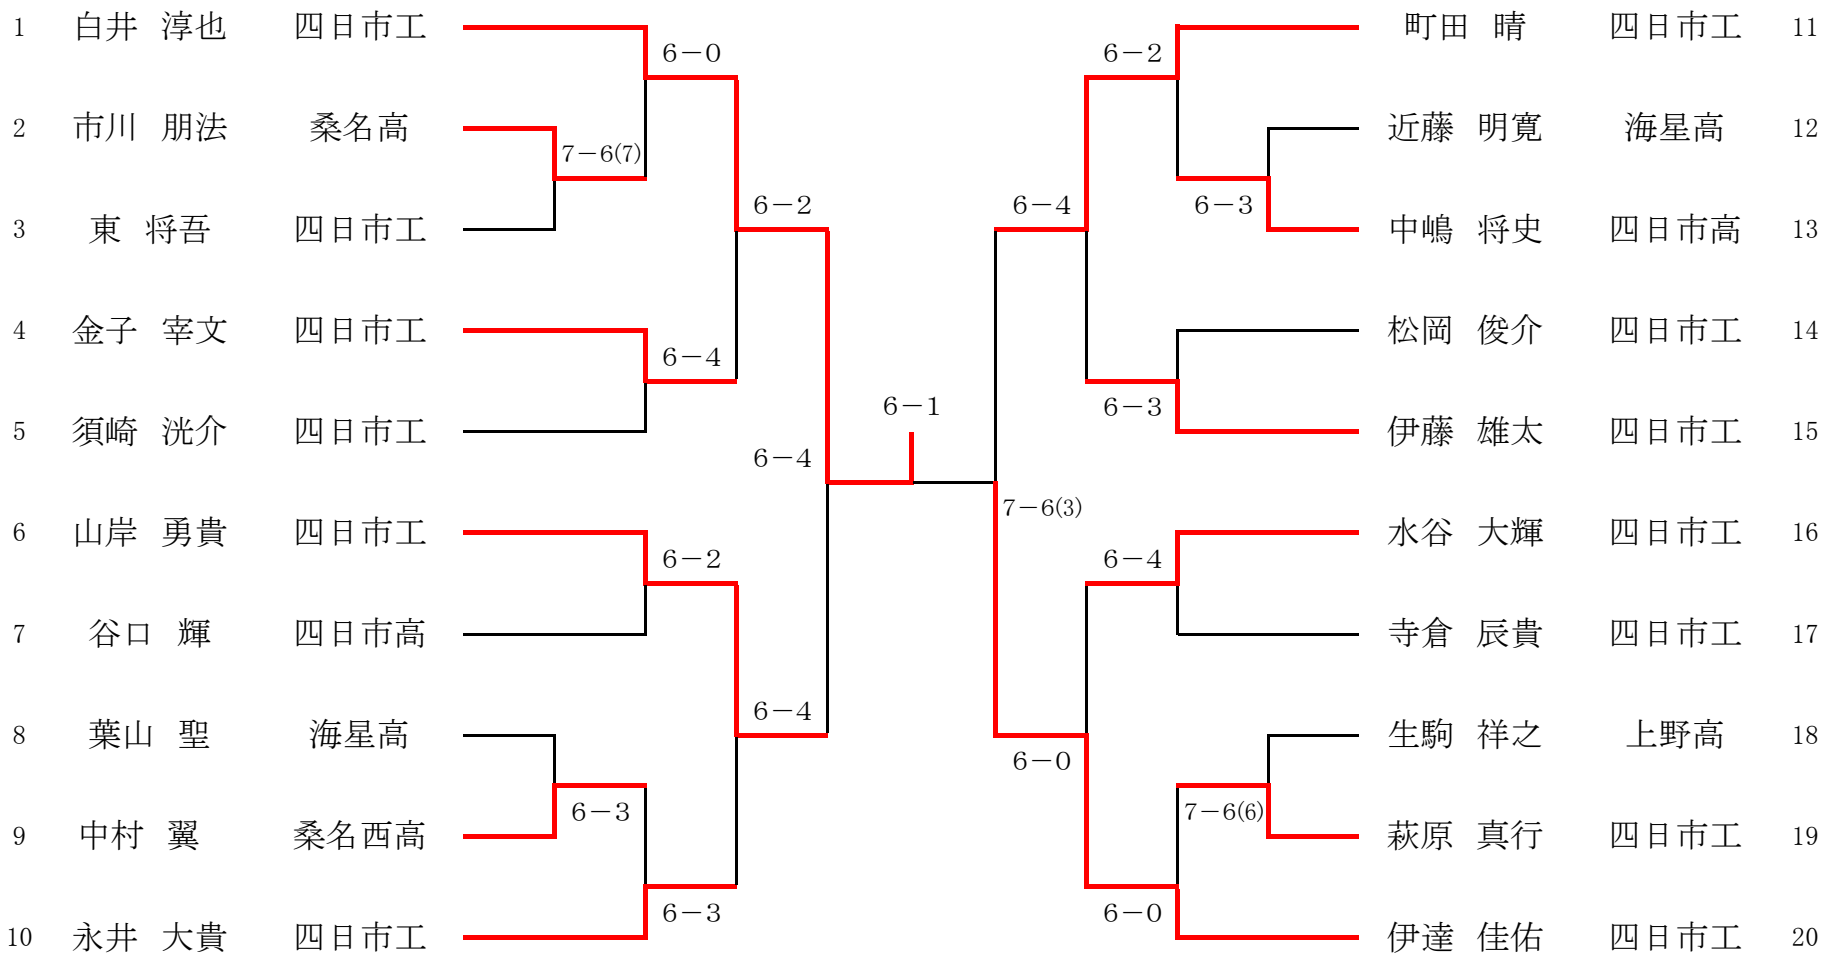 1 白井 淳也 四日市工 町田 晴 四日市工 11
6－0 6－2
2 市川 朋法 桑名高 近藤 明寛 海星高 12
7－6(7)
6－2 6－4 6－3
3 東 将吾 四日市工 中嶋 将史 四日市高 13
4 金子 宰文 四日市工 松岡 俊介 四日市工 14
6－4
6－1 6－3
5 須崎 洸介 四日市工 伊藤 雄太 四日市工 15
6－4
7－6(3)
6 山岸 勇貴 四日市工 水谷 大輝 四日市工 16
6－2 6－4
7 谷口 輝 四日市高 寺倉 辰貴 四日市工 17
6－4
8 葉山 聖 海星高 生駒 祥之 上野高 18
6－0
6－3 7－6(6)
9 中村 翼 桑名西高 萩原 真行 四日市工 19
6－3 6－0
10 永井 大貴 四日市工 伊達 佳佑 四日市工 20